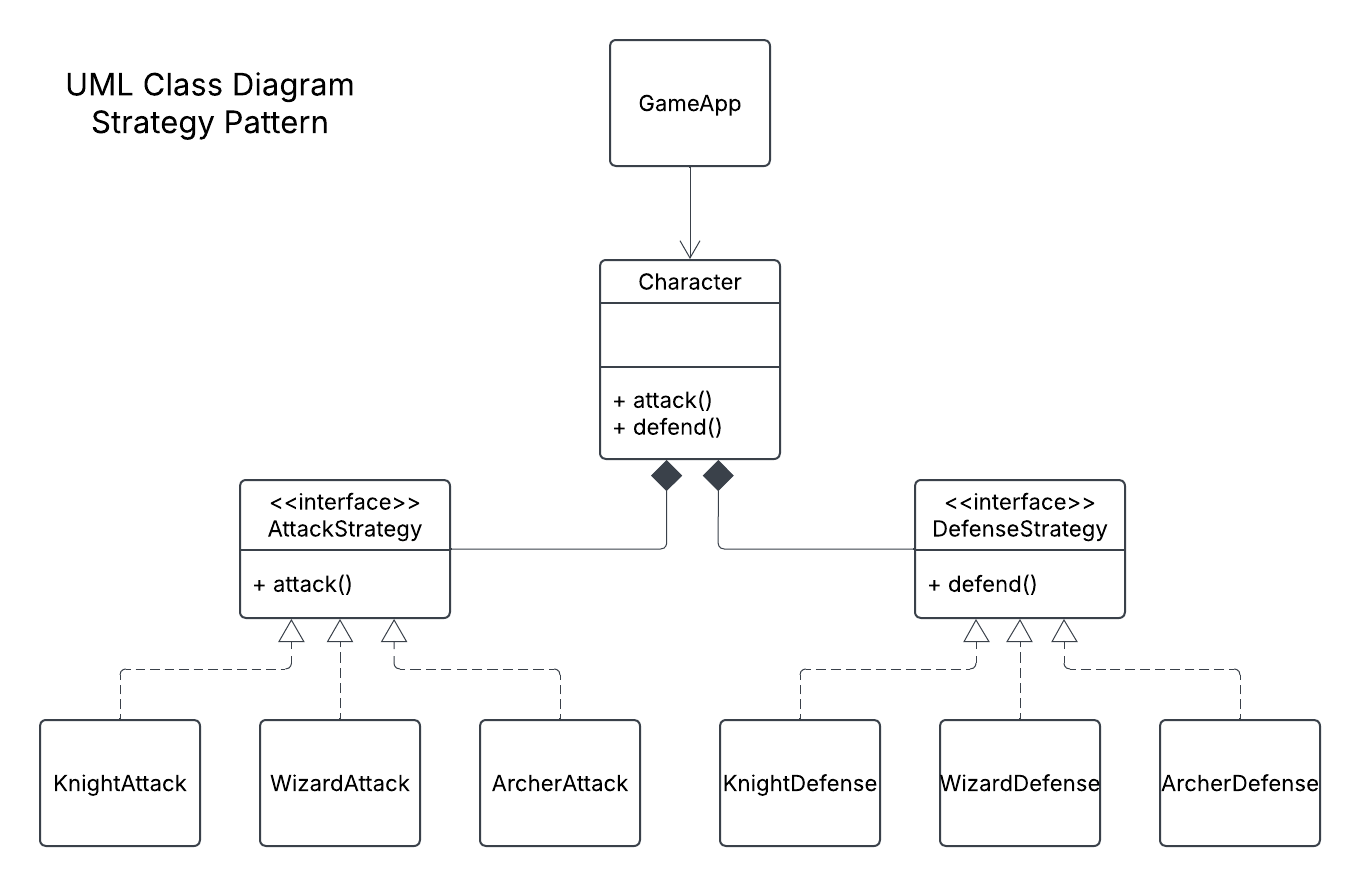 UML Class Diagram
Strategy Pattern
GameApp
Character
+ attack()
+ defend()
<<interface>>
AttackStrategy
+ attack()
<<interface>>
DefenseStrategy
+ defend()
KnightAttack
WizardAttack
ArcherAttack
KnightDefense
WizardDefense
ArcherDefense